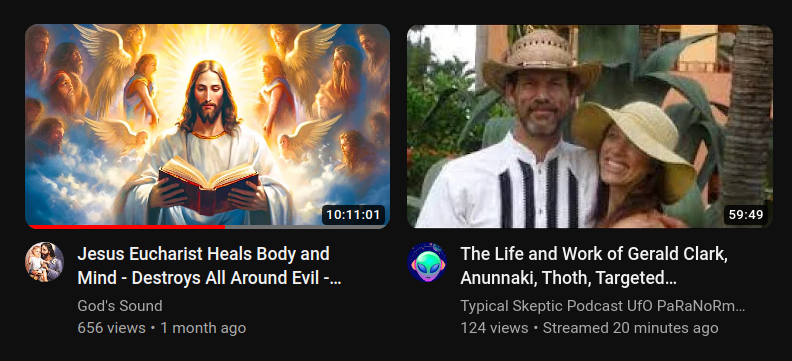 10:11:01
Jesus Eucharist Heals Body and
Mind - Destroys All Around Evil -...
God's Sound
656 views • 1 month ago
59:49
The Life and Work of Gerald Clark,
Anunnaki, Thoth, Targeted...
Typical Skeptic Podcast UfO PaRaNoRm...
124 views • Streamed 20 minutes ago